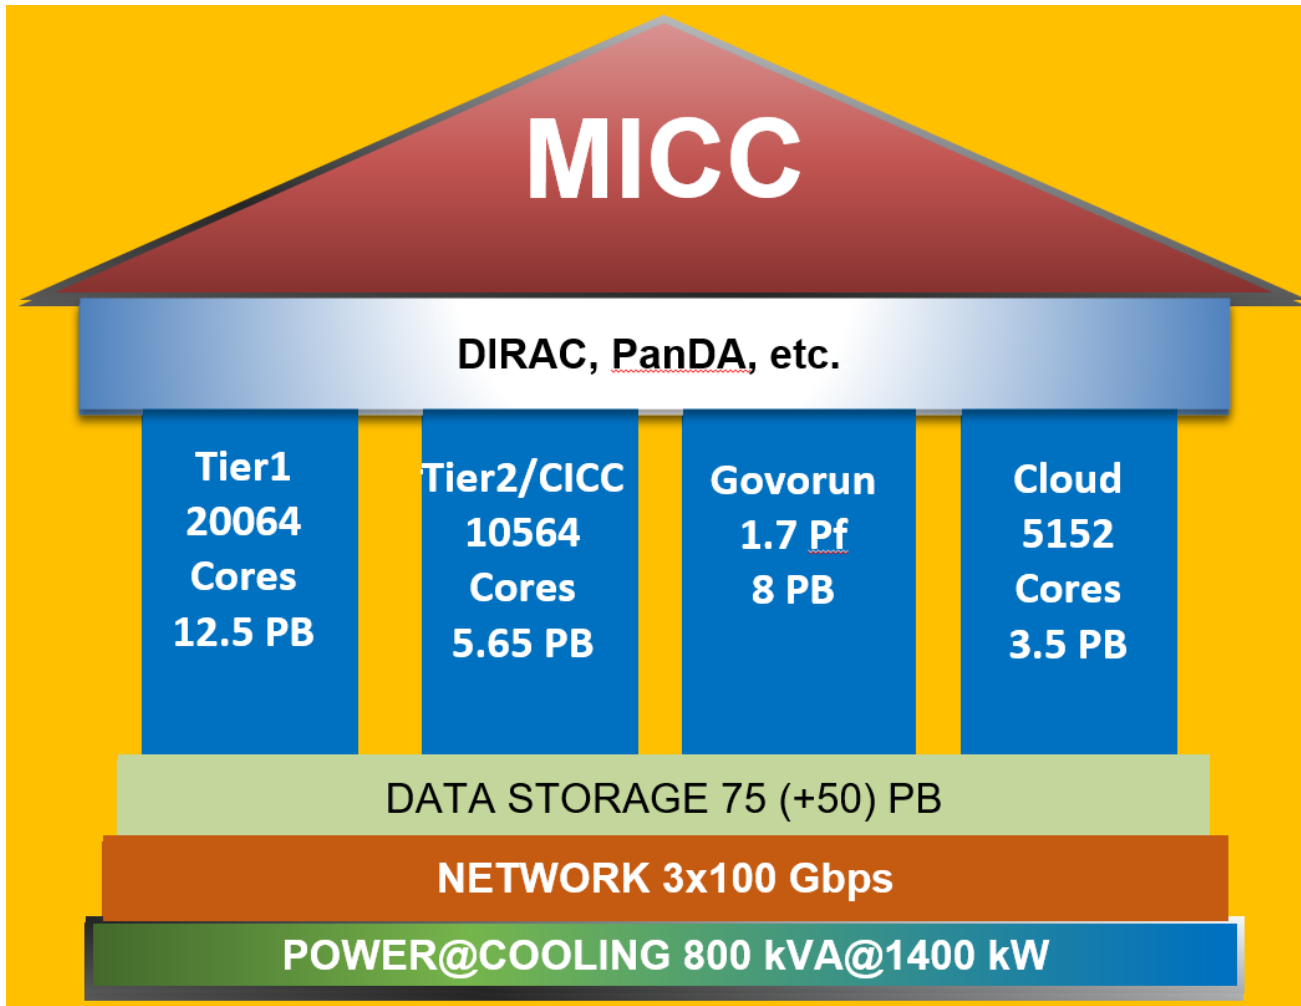 MICC
DIRAC, PanDA, etc.
Tier1
20064
Cores
12.5 PB
Tier2/CICC
10564
Cores
5.65 PB
Govorun
1.7 Pf
8 PB
Cloud
5152
Cores
3.5 PB
DATA STORAGE 75 (+50) PB
NETWORK 3x100 Gbps
POWER@COOLING 800 kVA@1400 kW